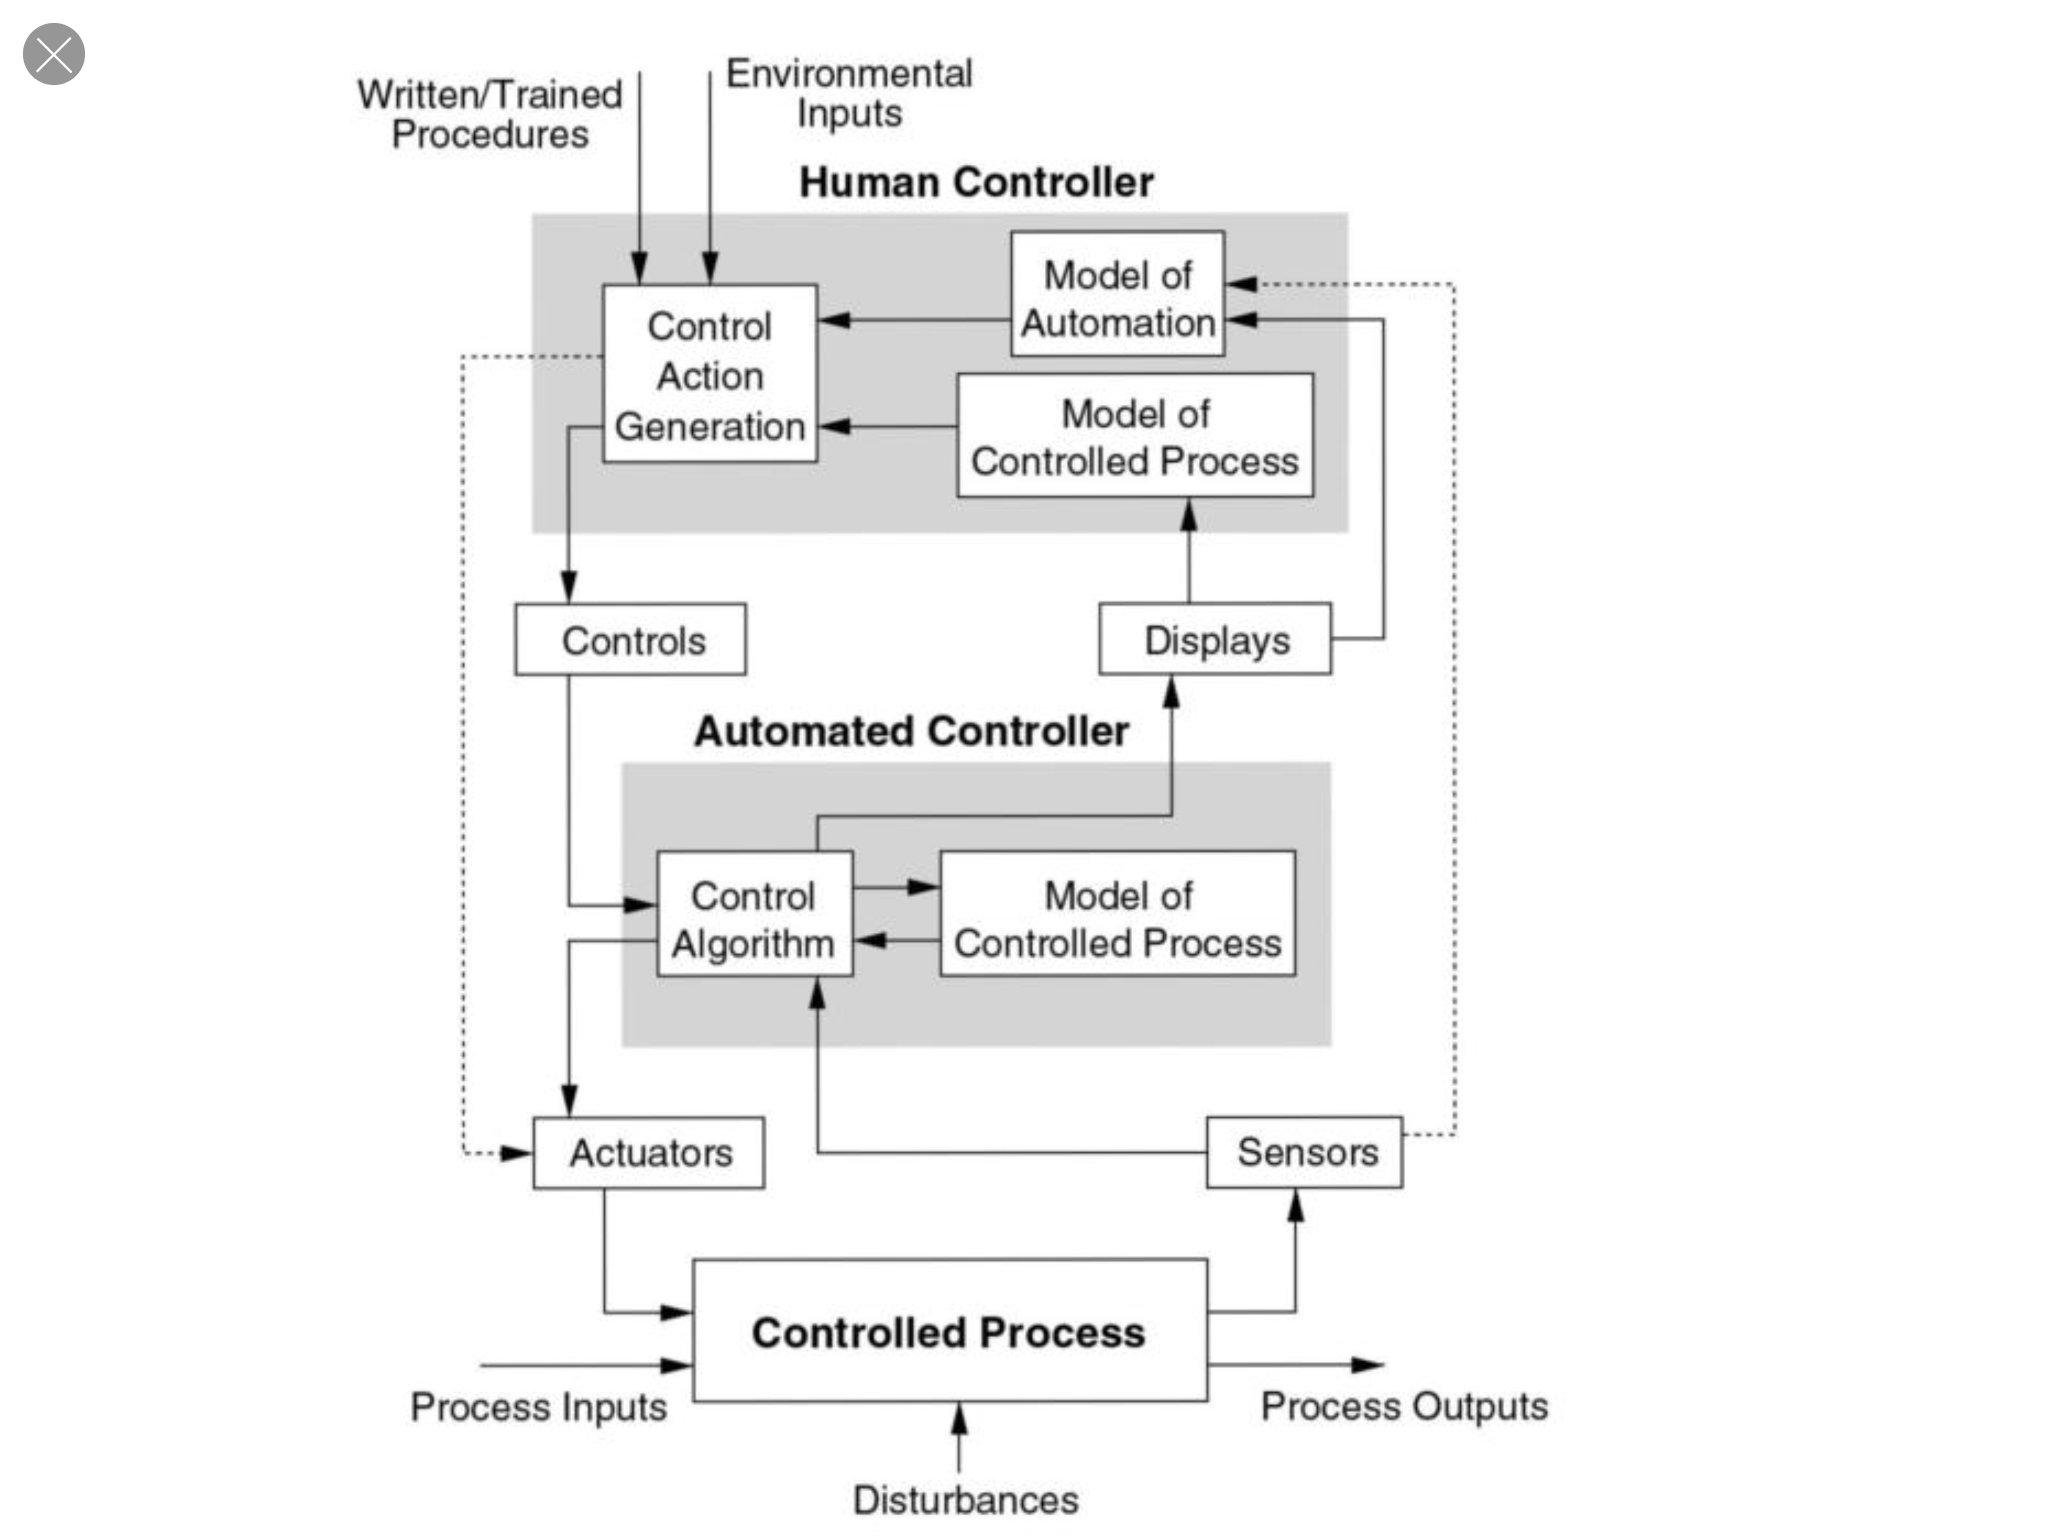 Written/Trained
Procedures
Environmental
Inputs
Human Controller
Control
Action
Generation
Model of
Automation
Model of
Controlled Process
Controls
Displays
Automated Controller
Control
Algorithm
Model of
Controlled Process
Actuators
Sensors
Controlled Process
Process Inputs
Process Outputs
Disturbances